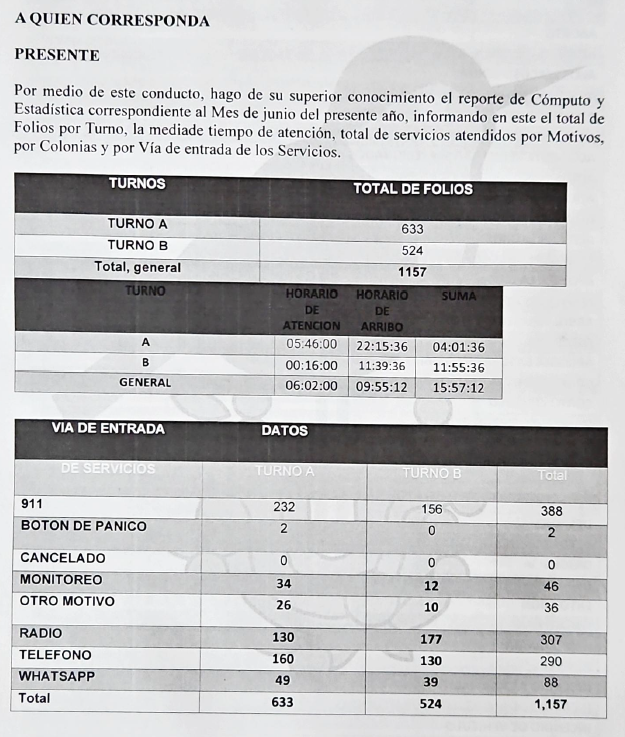 A QUIEN CORRESPONDA
PRESENTE
Por medio de este conducto, hago de su superior conocimiento el reporte de Cómputo y
Estadística correspondiente al Mes de junio del presente año, informando en este el total de
Folios por Turno, la mediade tiempo de atención, total de servicios atendidos por Motivos,
por Colonias y por Vía de entrada de los Servicios.
TURNOS TOTAL DE FOLIOS
TURNO A 633
TURNO B 524
Total, general 1157
TURNO HORARIO HORARIO SUMA
DE DE
ATENCION ARRIBO
A 05:46:00 22:15:36 04:01:36
B 00:16:00 11:39:36 11:55:36
GENERAL 06:02:00 09:55:12 15:57:12
VIA DE ENTRADA DATOS
DE SERVICIOS TURNO A TURNO B Total
911 232 156 388
BOTON DE PANICO 2 0 2
CANCELADO 0 0 0
MONITOREO 34 12 46
OTRO MOTIVO 26 10 36
RADIO 130 177 307
TELEFONO 160 130 290
WHATSAPP 49 39 88
Total 633 524 1,157